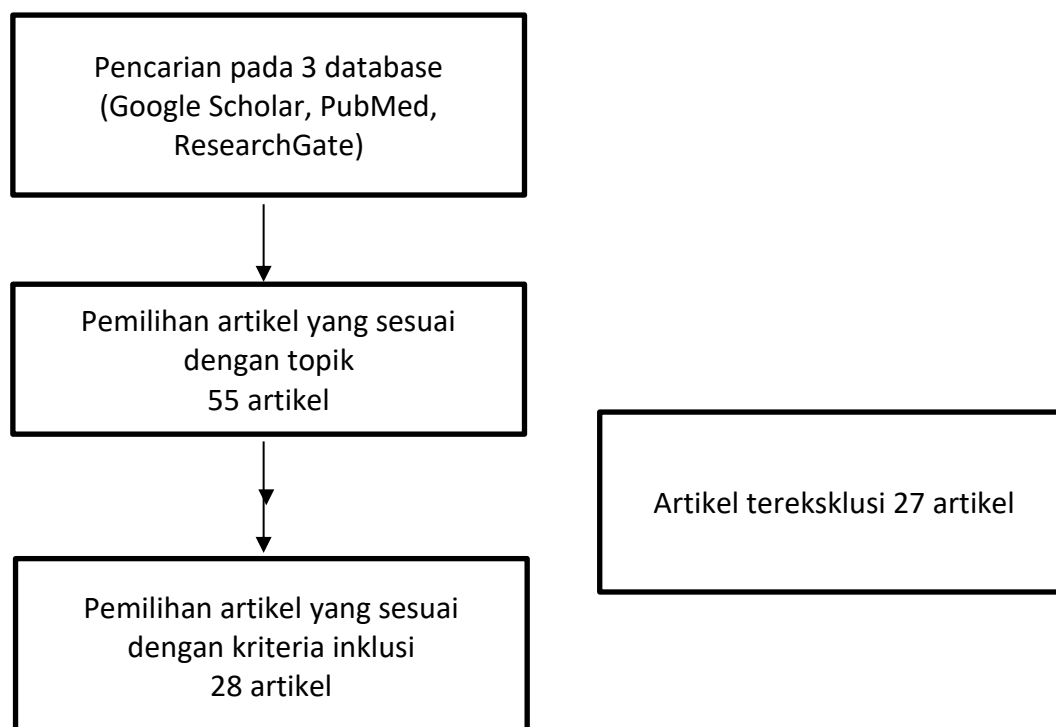 Pencarian pada 3 database
(Google Scholar, PubMed,
ResearchGate)
Pemilihan artikel yang sesuai
dengan topik
55 artikel
Artikel tereksklusi 27 artikel
Pemilihan artikel yang sesuai
dengan kriteria inklusi
28 artikel